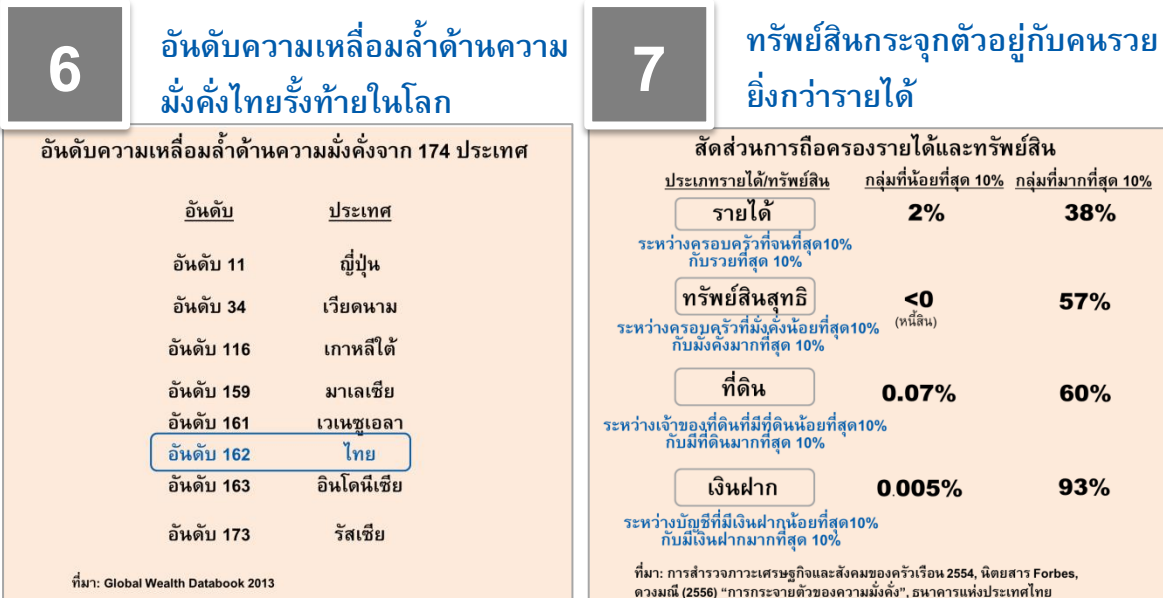 6
อันดับความเหลื่อมล้ำด้านความ
มั่งคั่งไทยรั้งท้ายในโลก
อันดับความเหลื่อมล้ำด้านความมั่งคั่งจาก 174 ประเทศ
อันดับ ประเทศ
อันดับ 11 ญี่ปุ่น
อันดับ 34 เวียดนาม
อันดับ 116 เกาหลีใต้
อันดับ 159 มาเลเซีย
อันดับ 161 เวเนซูเอลา
อันดับ 162 ไทย
อันดับ 163 อินโดนีเซีย
อันดับ 173 รัสเซีย
ที่มา: Global Wealth Databook 2013
7
ทรัพย์สินกระจุกตัวอยู่กับคนรวย
ยิ่งกว่ารายได้
สัดส่วนการถือครองรายได้และทรัพย์สิน
ประเภทรายได้/ทรัพย์สิน กลุ่มที่น้อยที่สุด 10% กลุ่มที่มากที่สุด 10%
รายได้ 2% 38%
ระหว่างครอบครัวที่จนที่สุด10%
กับรวยที่สุด 10%
ทรัพย์สินสุทธิ <0 57%
(หนี้สิน)
ระหว่างครอบครัวที่มั่งคั่งน้อยที่สุด10%
กับมั่งคั่งมากที่สุด 10%
ที่ดิน 0.07% 60%
ระหว่างเจ้าของที่ดินที่มีที่ดินน้อยที่สุด10%
กับมีที่ดินมากที่สุด 10%
เงินฝาก 0.005% 93%
ระหว่างบัญชีที่มีเงินฝากน้อยที่สุด10%
กับมีเงินฝากมากที่สุด 10%
ที่มา: การสำรวจภาวะเศรษฐกิจและสังคมของครัวเรือน 2554, นิตยสาร Forbes,
ดวงมณี (2556) “การกระจายตัวของความมั่งคั่ง”, ธนาคารแห่งประเทศไทย